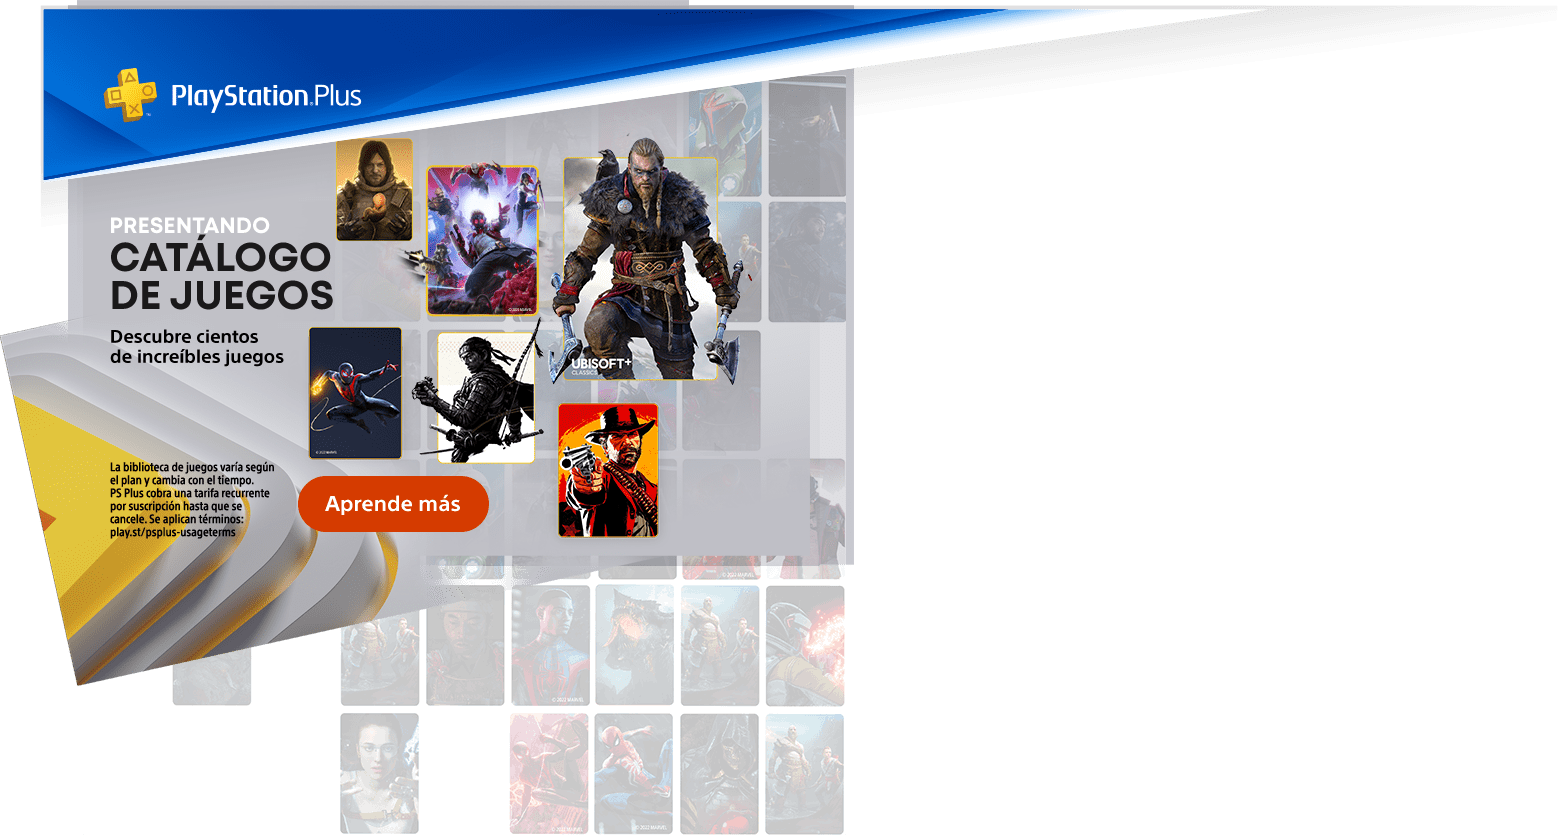 PlayStation®Plus
PRESENTANDO
CATÁLOGO
DE JUEGOS
Descubre cientos
de increíbles juegos
© 2022 MARVEL
UBISOFT+
CLASSICS
© 2022 MARVEL
La biblioteca de juegos varía según
el plan y cambia con el tiempo.
PS Plus cobra una tarifa recurrente
por suscripción hasta que se
cancele. Se aplican términos:
play.st/psplus-usageterms
Aprende más
© 2022 MARVEL
© 2022 MARVEL
© 2022 MARVEL
© 2022 MARVEL